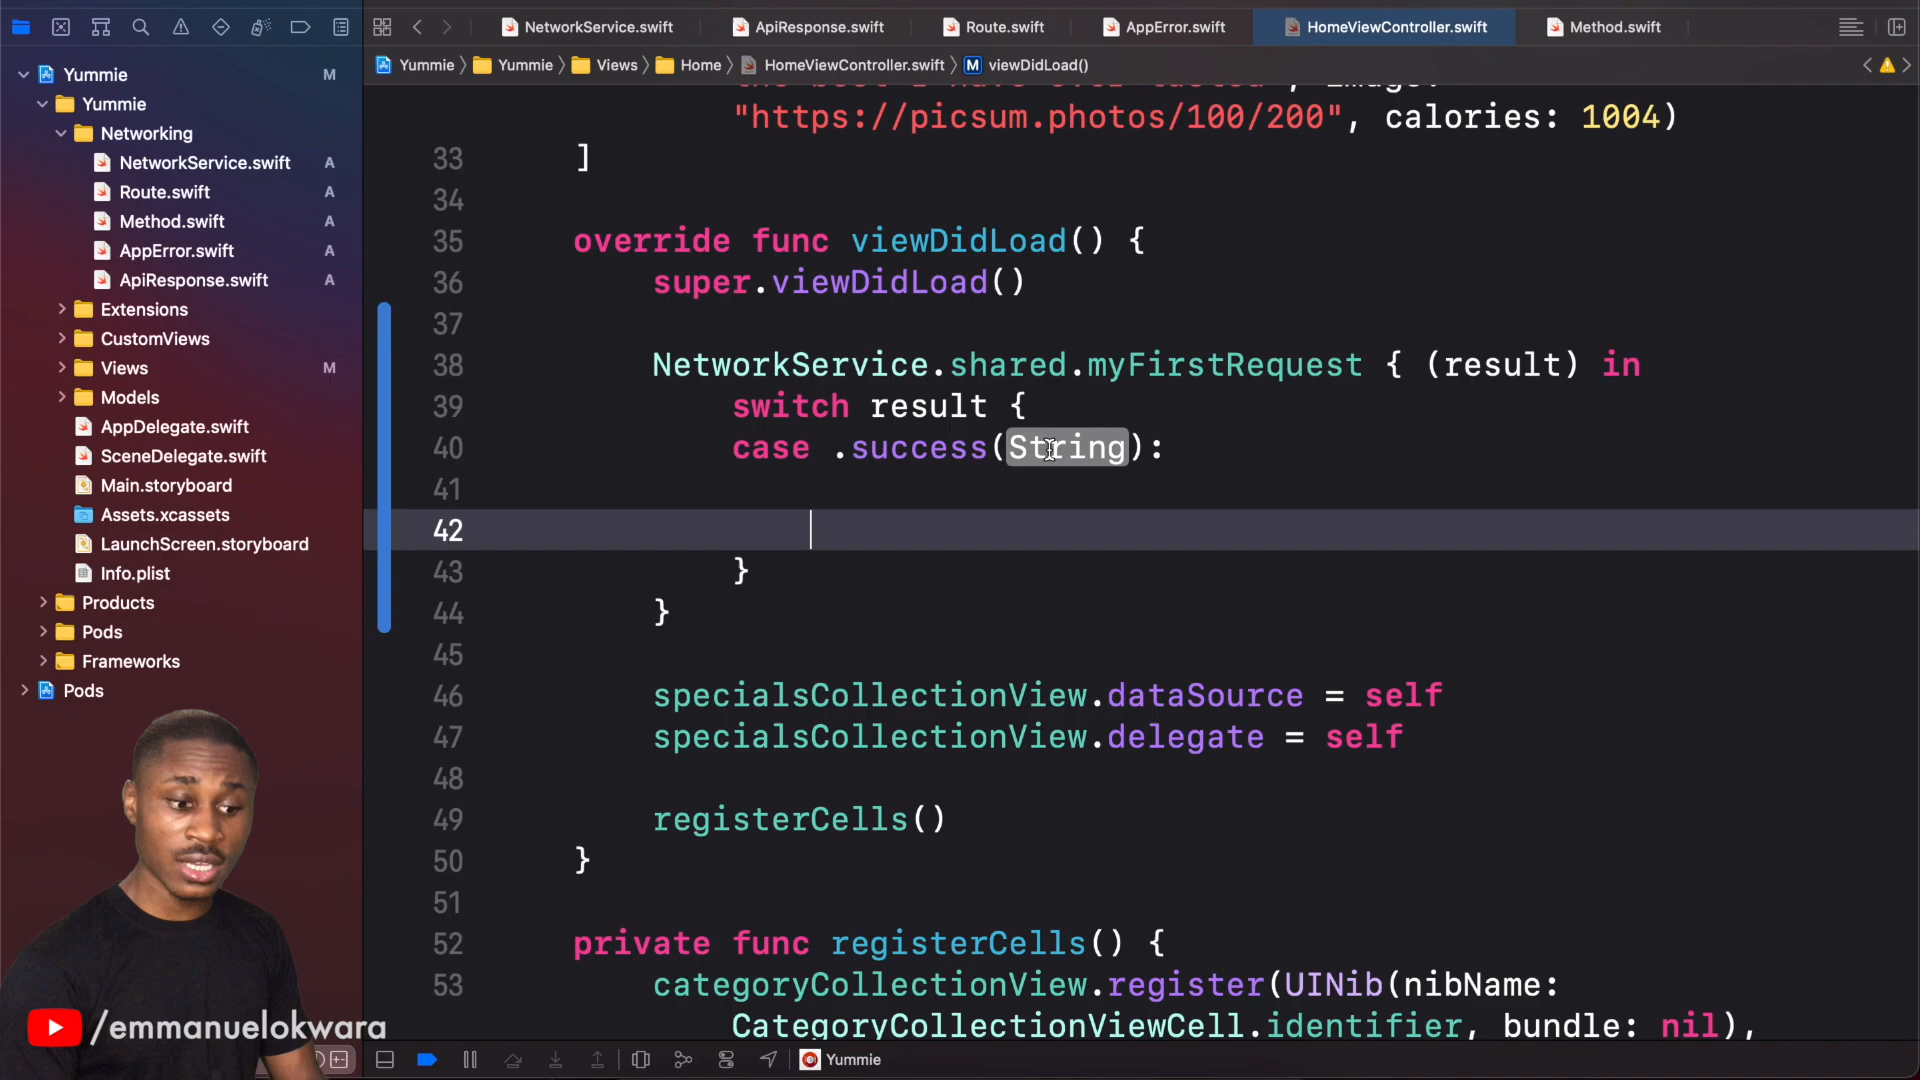 NetworkService.swift
ApiResponse.swift
Route.swift
AppError.swift
HomeViewController.swift
Method.swift
Yummie
Yummie
Views
Home
HomeViewController.swift
M
viewDidLoad()
Yummie M
Yummie
Networking
NetworkService.swift A
Route.swift A
Method.swift A
AppError.swift A
ApiResponse.swift A
Extensions
CustomViews
Views M
Models
AppDelegate.swift
SceneDelegate.swift
Main.storyboard
Assets.xcassets
LaunchScreen.storyboard
Info.plist
Products
Pods
Frameworks
Pods
"https://picsum.photos/100/200", calories: 1004)
33 ]
34
35 override func viewDidLoad() {
36 super.viewDidLoad()
37
38 NetworkService.shared.myFirstRequest { (result) in
39 switch result {
40 case .success(String):
41
42
43 }
44 }
45
46 specialsCollectionView.dataSource = self
47 specialsCollectionView.delegate = self
48
49 registerCells()
50 }
51
52 private func registerCells() {
53 categoryCollectionView.register(UINib(nibName:
CategoryCollectionViewCell.identifier, bundle: nil),
/emmanuelokwara
Yummie